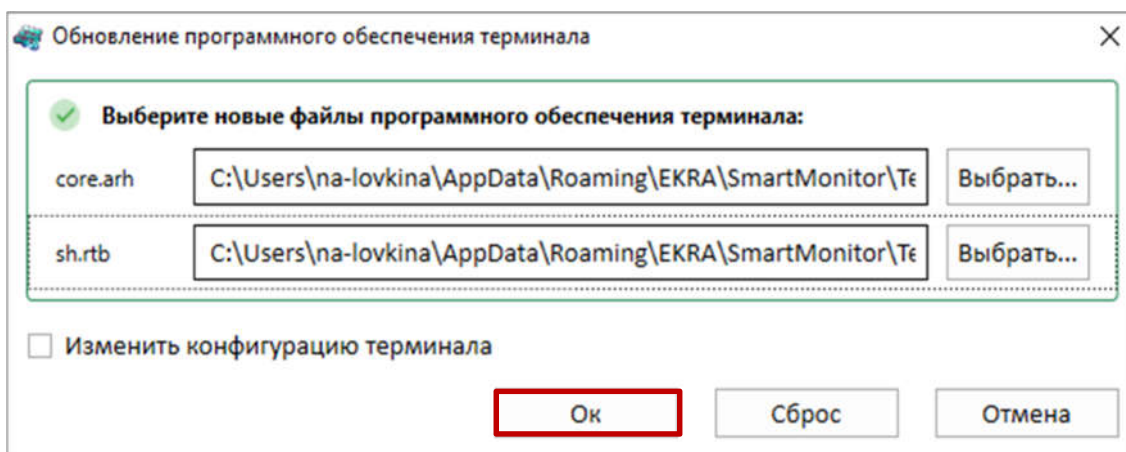 Обновление программного обеспечения терминала
Выберите новые файлы программного обеспечения терминала:
core.arh C:\Users\na-lovkina\AppData\Roaming\EKRA\SmartMonitor\Te Выбрать...
sh.rtb C:\Users\na-lovkina\AppData\Roaming\EKRA\SmartMonitor\Te Выбрать...
Изменить конфигурацию терминала
Ок Сброс Отмена